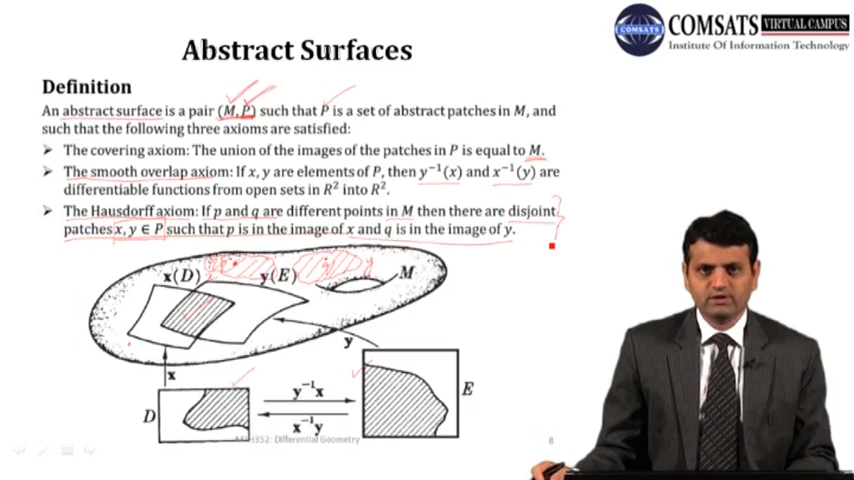 COMSATS VIRTUAL CAMPUS
COMSATS
Institute Of Information Technology
Abstract Surfaces
Definition
An abstract surface is a pair (M, P) such that P is a set of abstract patches in M, and
such that the following three axioms are satisfied:
➢ The covering axiom: The union of the images of the patches in P is equal to M.
➢ The smooth overlap axiom: If x, y are elements of P, then y⁻¹(x) and x⁻¹(y) are
differentiable functions from open sets in R² into R².
➢ The Hausdorff axiom: If p and q are different points in M then there are disjoint
patches x, y ∈ P such that p is in the image of x and q is in the image of y.
x(D) y(E) M
y
x
D y⁻¹x E
x⁻¹y
352: Differential Geometry
8